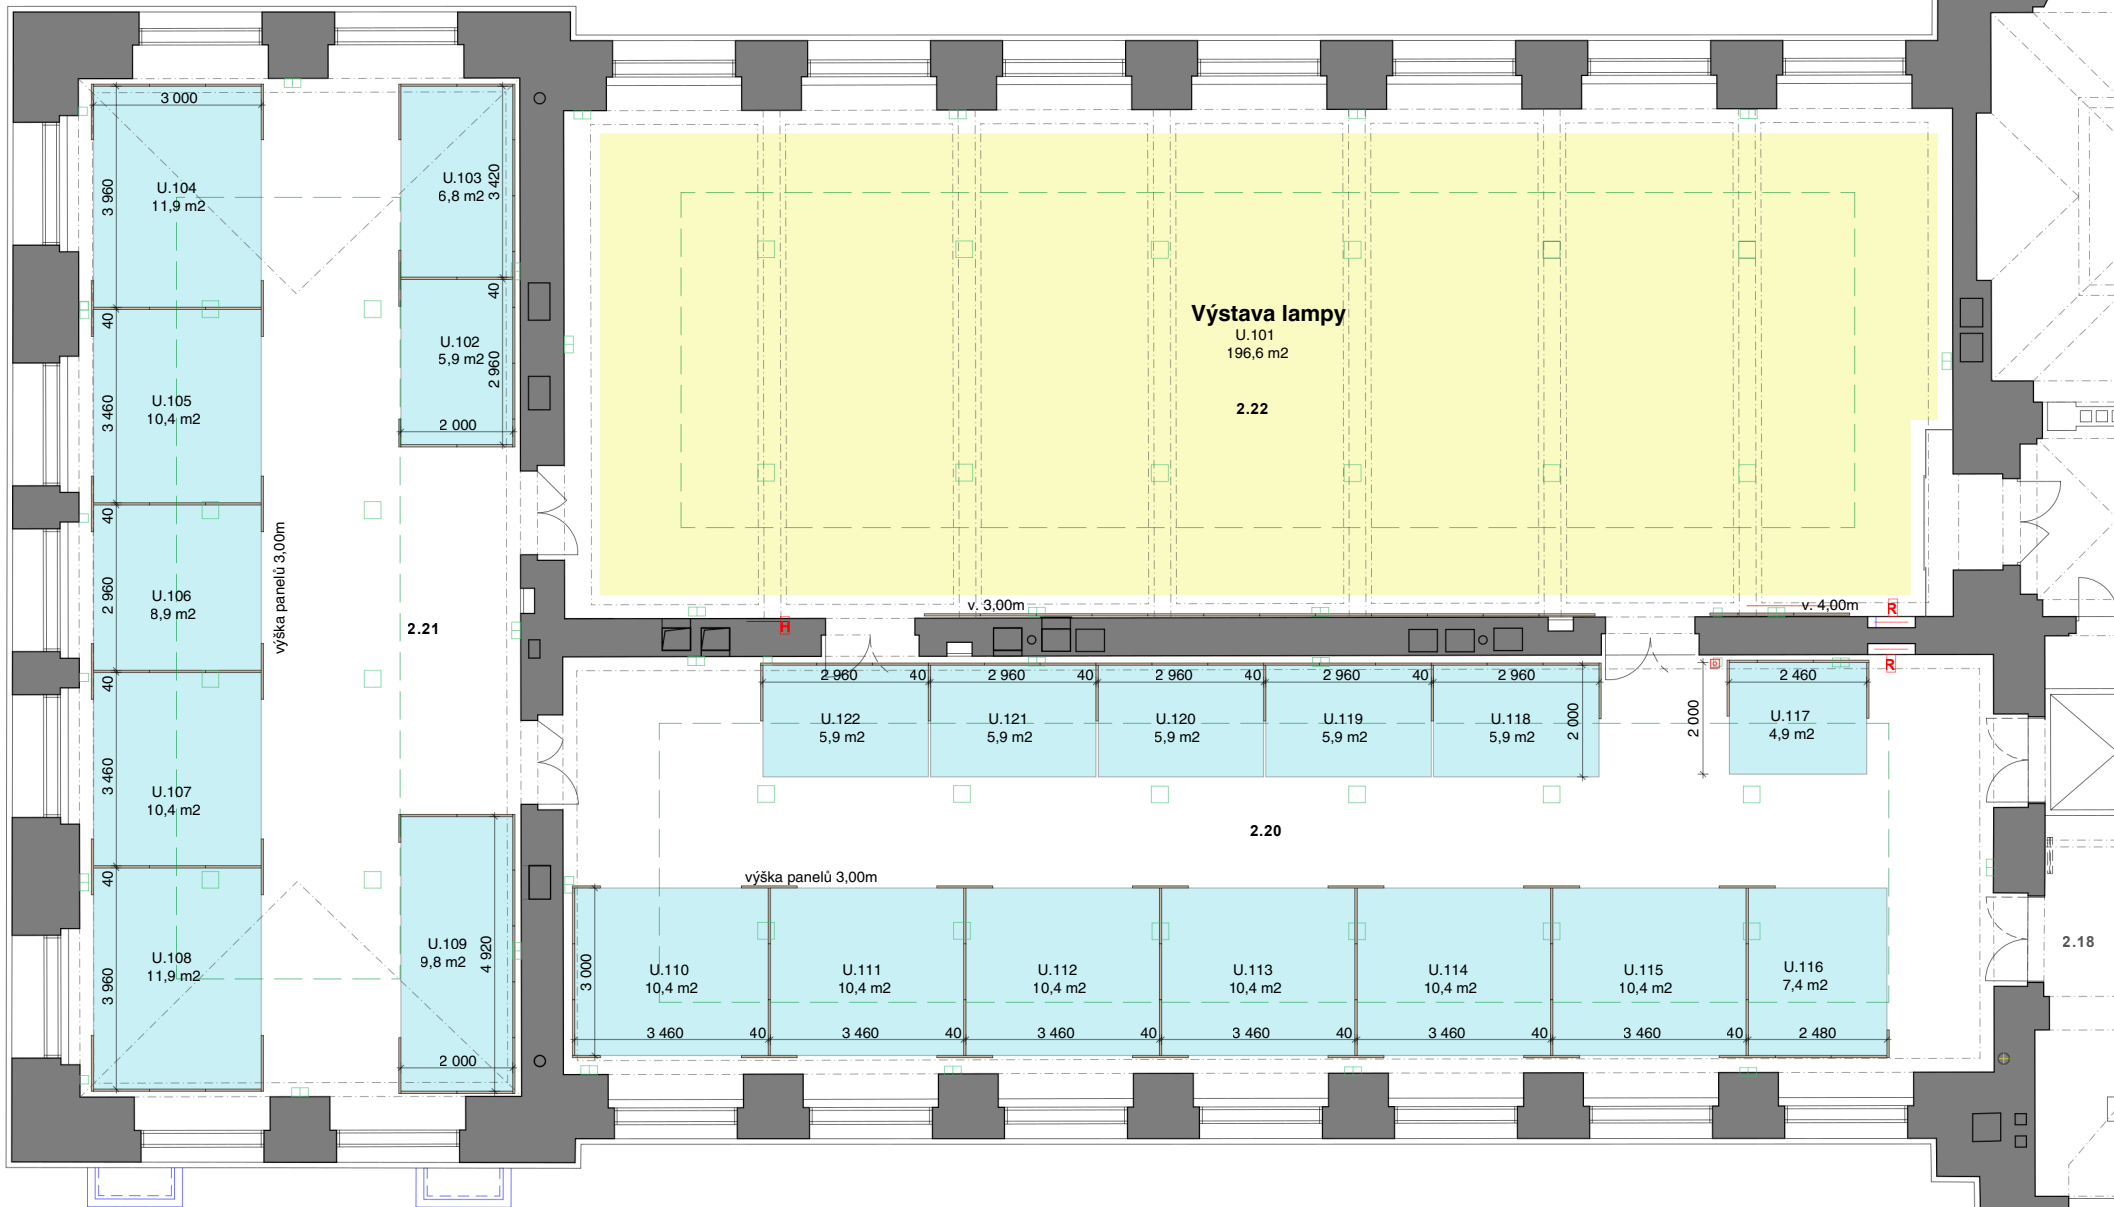 3 000
3 960
U.104
11,9 m2
40
3 460
U.105
10,4 m2
40
2 960
U.106
8,9 m2
40
3 460
U.107
10,4 m2
40
3 960
U.108
11,9 m2
výška panelů 3,00m
U.103
6,8 m2
3 420
40
U.102
5,9 m2
2 960
2 000
2.21
U.109
9,8 m2
4 920
2 000
Výstava lampy
U.101
196,6 m2
2.22
v. 3,00m
v. 4,00m
H
R
R
2 960
40
2 960
40
2 960
40
2 960
40
2 960
2 460
U.122
5,9 m2
U.121
5,9 m2
U.120
5,9 m2
U.119
5,9 m2
U.118
5,9 m2
2 000
2 000
U.117
4,9 m2
2.20
výška panelů 3,00m
3 000
U.110
10,4 m2
U.111
10,4 m2
U.112
10,4 m2
U.113
10,4 m2
U.114
10,4 m2
U.115
10,4 m2
U.116
7,4 m2
3 460
40
3 460
40
3 460
40
3 460
40
3 460
40
3 460
40
2 480
2.18